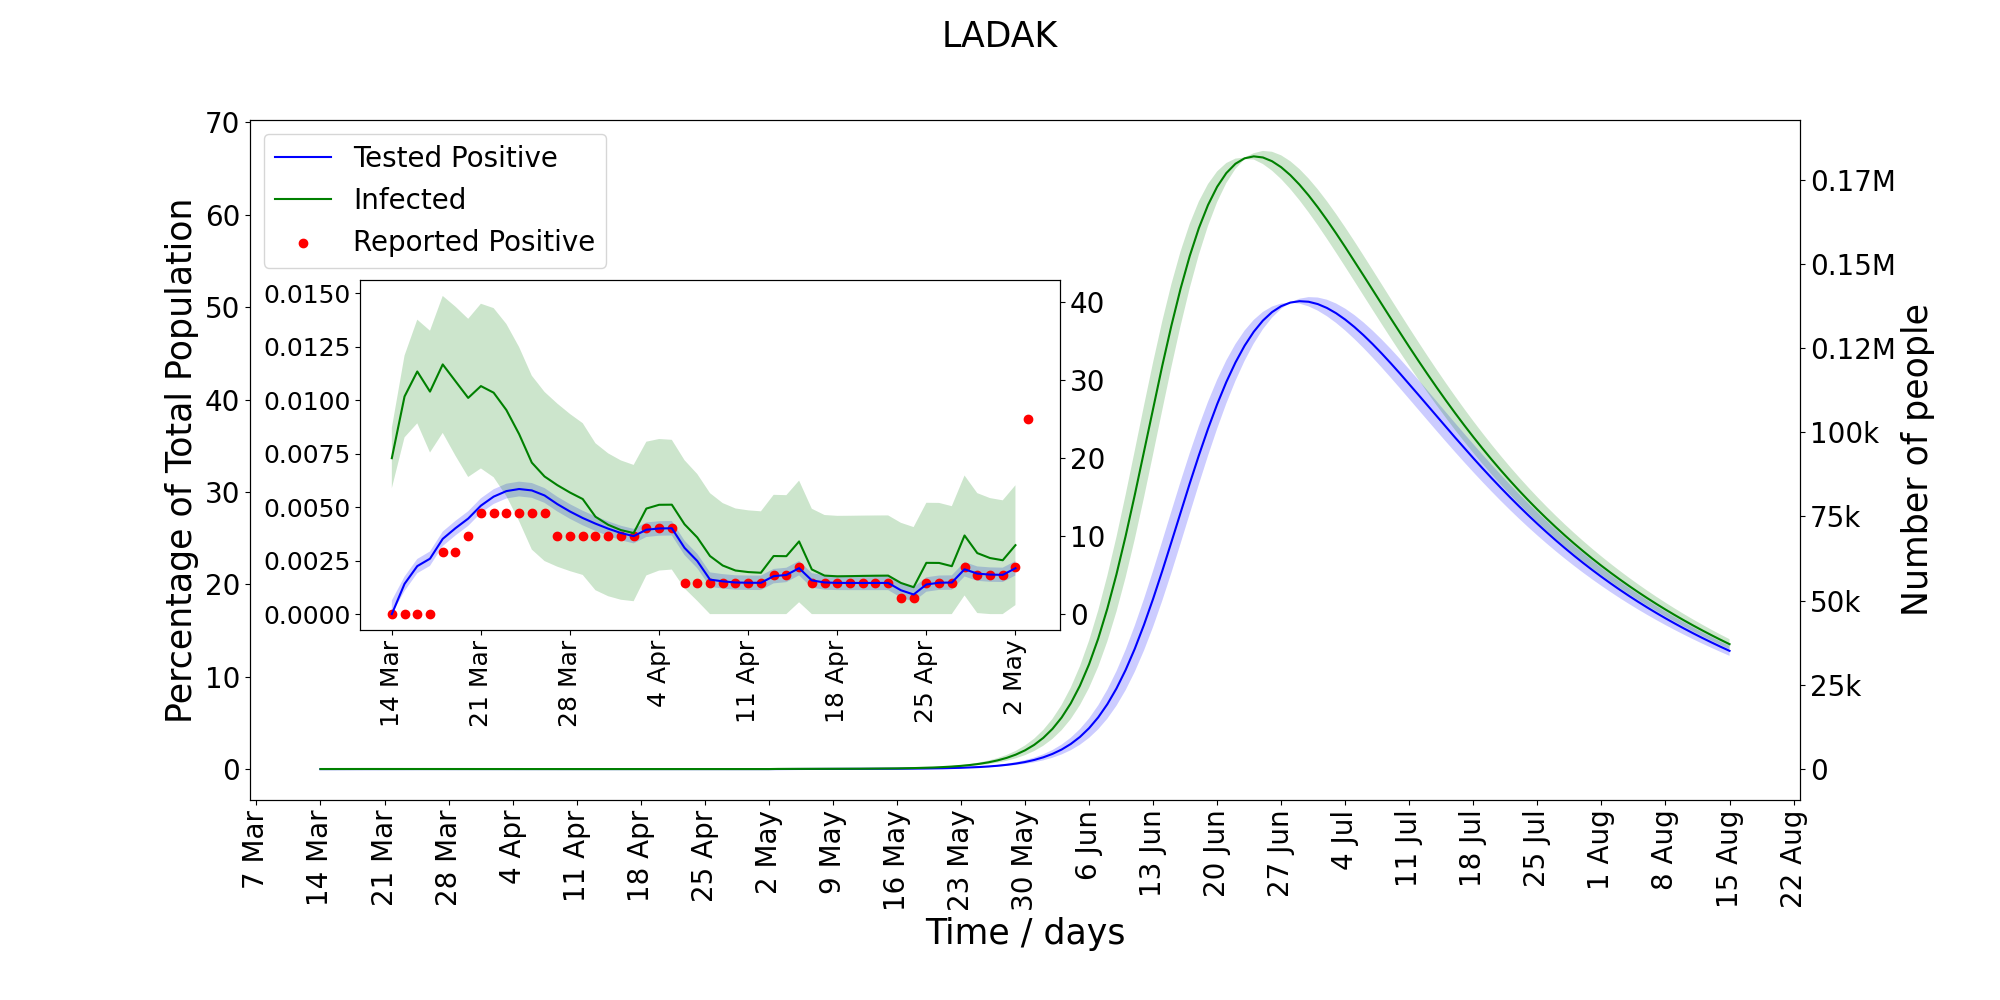 LADAK
Percentage of Total Population
70
60
50
40
30
20
10
0
Tested Positive
Infected
Reported Positive
0.0150
0.0125
0.0100
0.0075
0.0050
0.0025
0.0000
40
30
20
10
0
14 Mar
21 Mar
28 Mar
4 Apr
11 Apr
18 Apr
25 Apr
2 May
0.17M
0.15M
0.12M
100k
75k
50k
25k
0
Number of people
7 Mar
14 Mar
21 Mar
28 Mar
4 Apr
11 Apr
18 Apr
25 Apr
2 May
9 May
16 May
23 May
30 May
6 Jun
13 Jun
20 Jun
27 Jun
4 Jul
11 Jul
18 Jul
25 Jul
1 Aug
8 Aug
15 Aug
22 Aug
Time / days